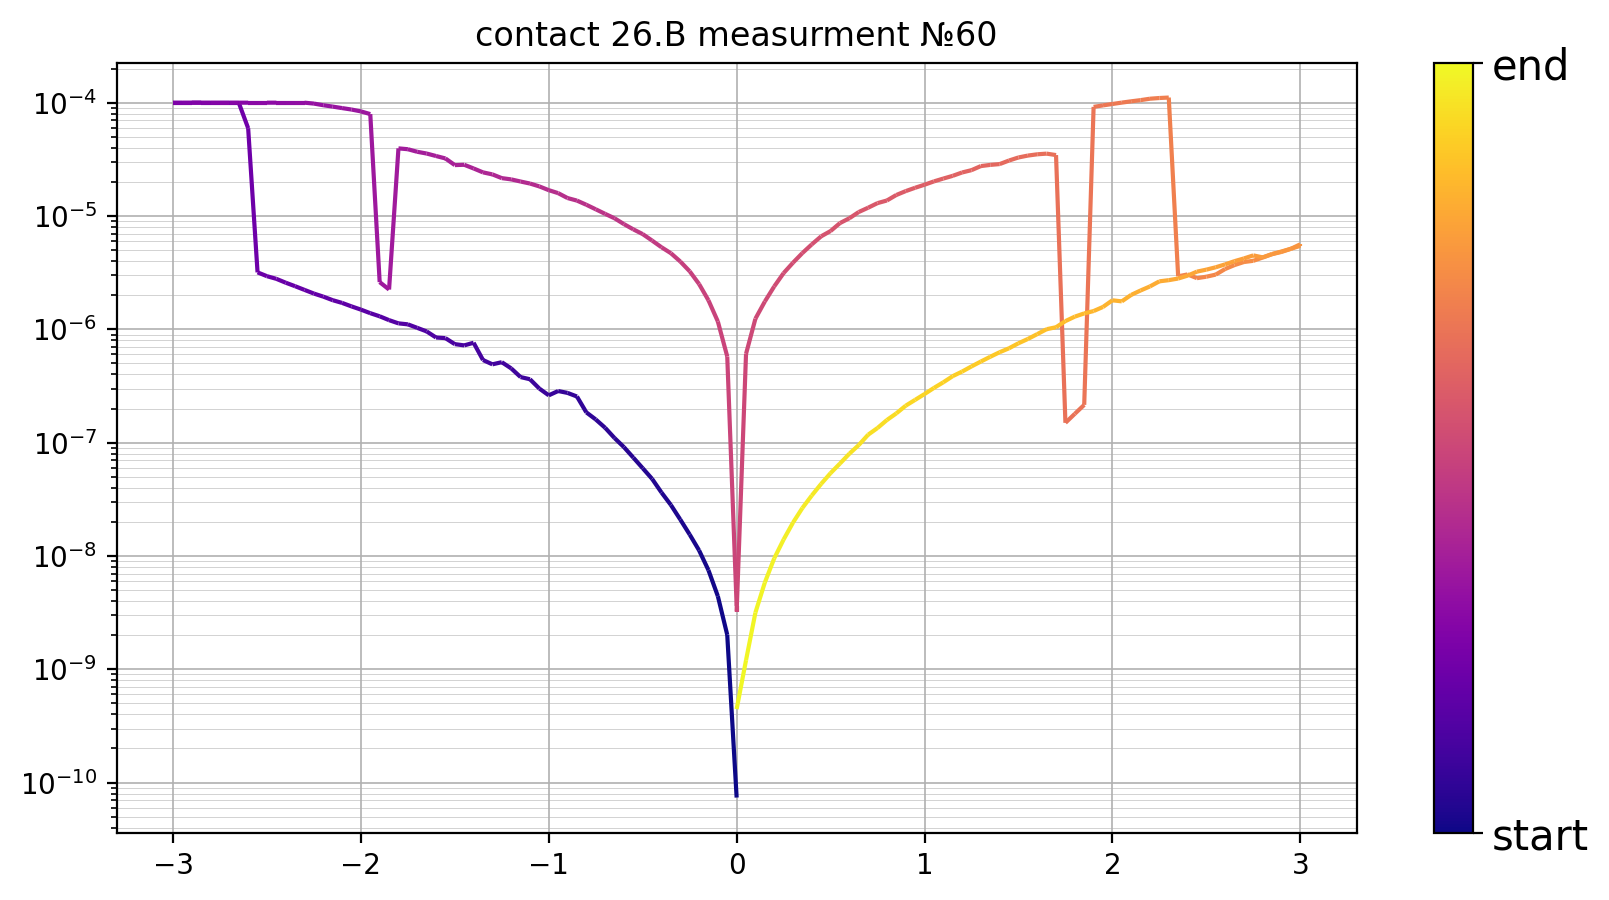 contact 26.B measurment №60
10⁻⁴
10⁻⁵
10⁻⁶
10⁻⁷
10⁻⁸
10⁻⁹
10⁻¹⁰
−3 −2 −1 0 1 2 3
end
start